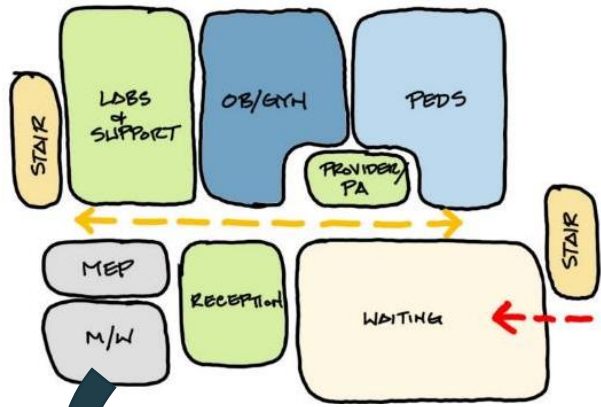 STAIR
LABS
&
SUPPORT
OB/GYN
PEDS
PROVIDER/
PA
STAIR
MEP
RECEPTION
WAITING
M/W